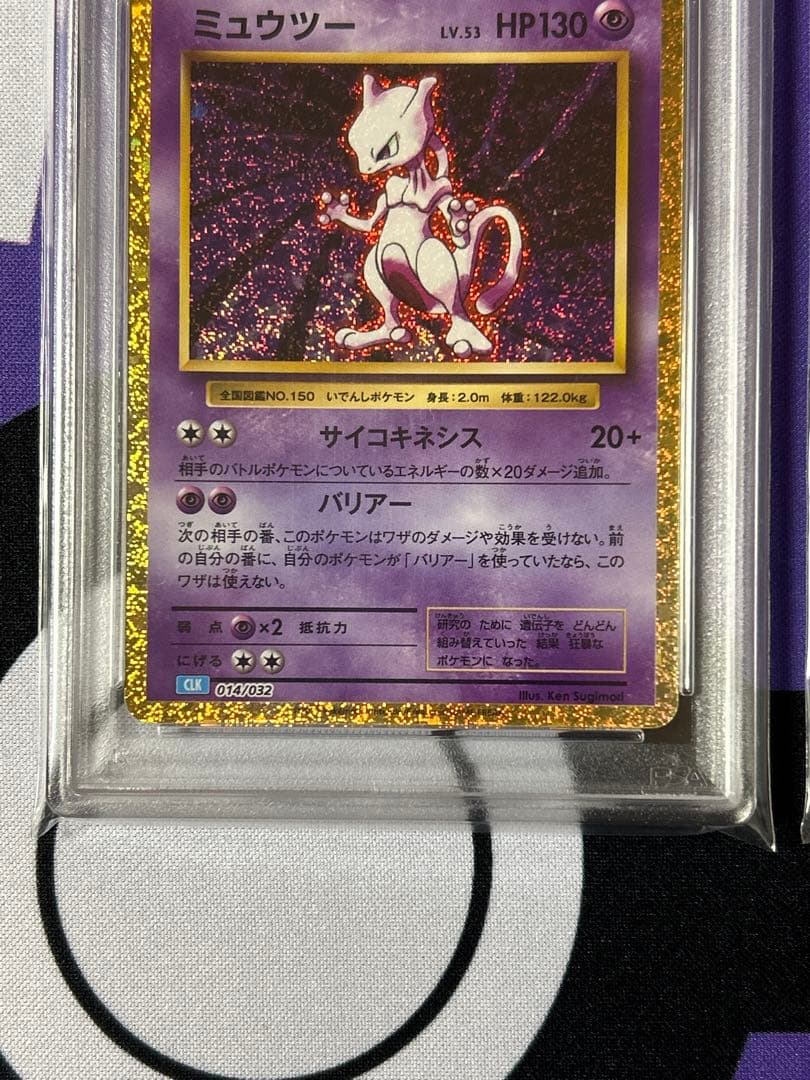 ミュウツー LV.53 HP130
全国図鑑NO.150 いでんしポケモン 身長:2.0m 体重:122.0kg
サイコキネシス 20+
相手のバトルポケモンについているエネルギーの数×20ダメージ追加。
バリアー
次の相手の番、このポケモンはワザのダメージや効果を受けない。前
の自分の番に、自分のポケモンが「バリアー」を使っていたなら、この
ワザは使えない。
弱点 ×2 抵抗力
にげる
研究の ために 遺伝子を どんどん
組み替えていった 結果 狂暴な
ポケモンに なった。
CLK 014/032
Illus. Ken Sugimori
PSA